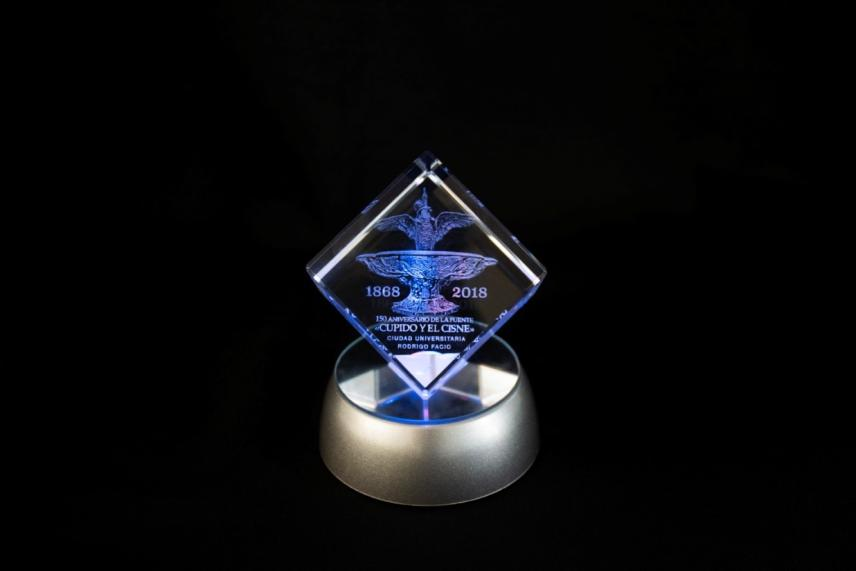 1868 2018
150 ANIVERSARIO DE LA FUENTE
«CUPIDO Y EL CISNE»
CIUDAD UNIVERSITARIA
RODRIGO FACIO